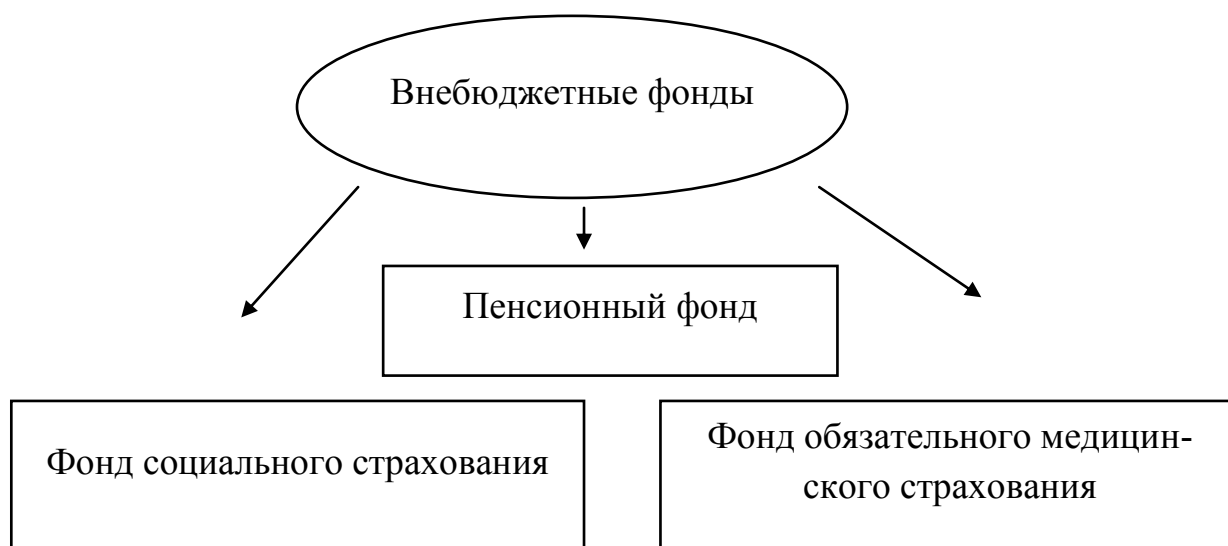 Внебюджетные фонды
Пенсионный фонд
Фонд социального страхования
Фонд обязательного медицин-
ского страхования